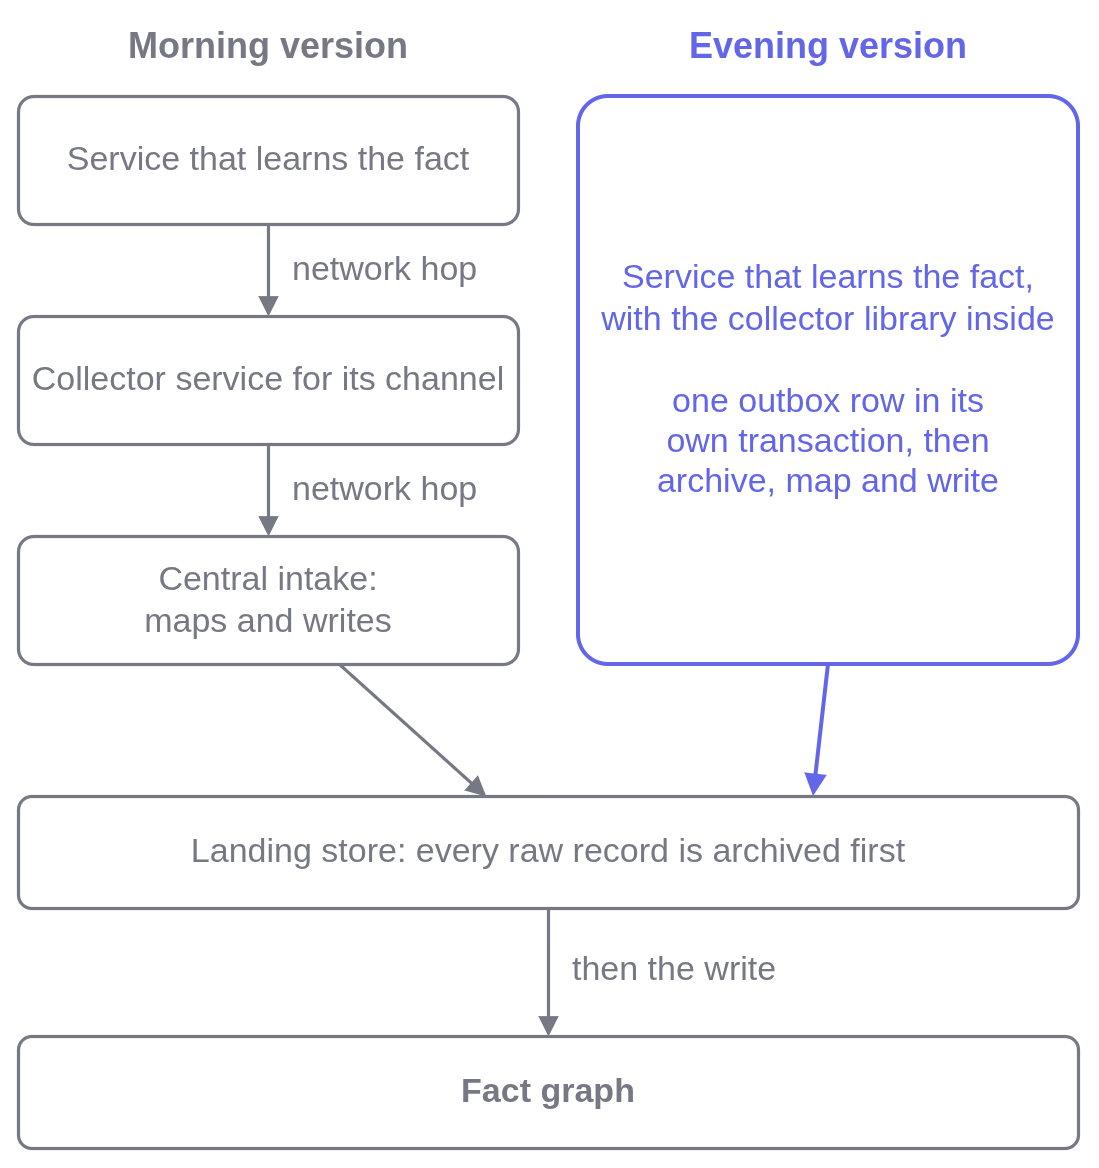 Morning version
Evening version
Service that learns the fact
network hop
Collector service for its channel
network hop
Central intake:
maps and writes
Service that learns the fact,
with the collector library inside
one outbox row in its
own transaction, then
archive, map and write
Landing store: every raw record is archived first
then the write
Fact graph